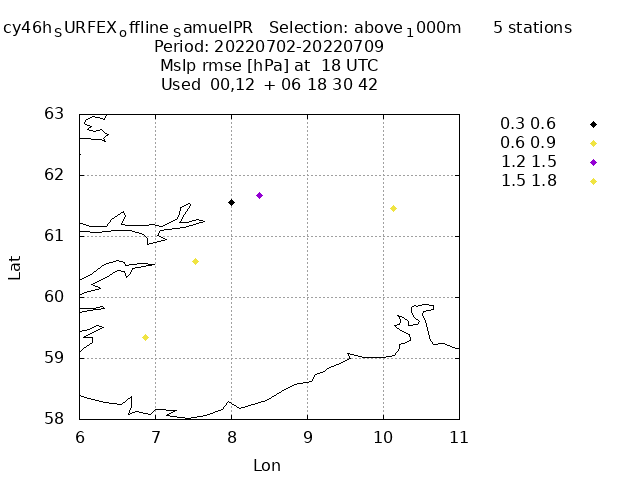 cy46h_SURFEX_offline_SamuelPR   Selection: above_1000m   5 stations
Period: 20220702-20220709
Mslp rmse [hPa] at  18 UTC
Used  00,12  + 06 18 30 42
0.3 0.6
0.6 0.9
1.2 1.5
1.5 1.8
63
62
61
60
59
58
Lat
6 7 8 9 10 11
Lon